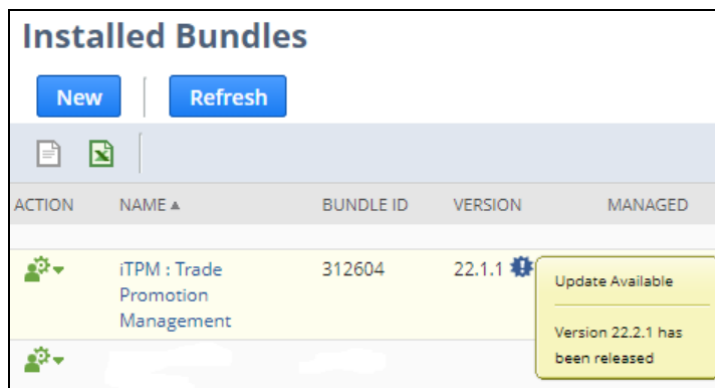 Installed Bundles
New
Refresh
ACTION NAME ▲ BUNDLE ID VERSION MANAGED
iTPM : Trade Promotion Management 312604 22.1.1
Update Available
Version 22.2.1 has
been released